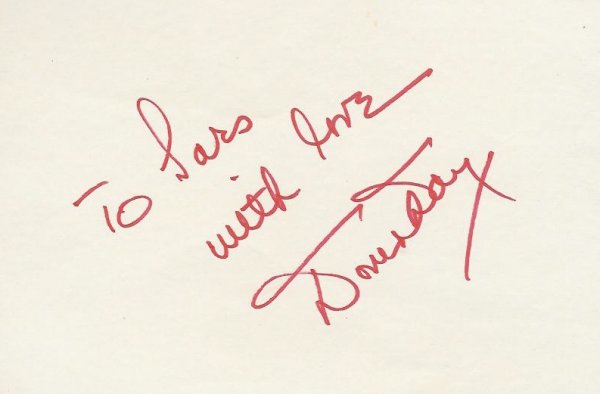 To Lars
with love
Doris Day